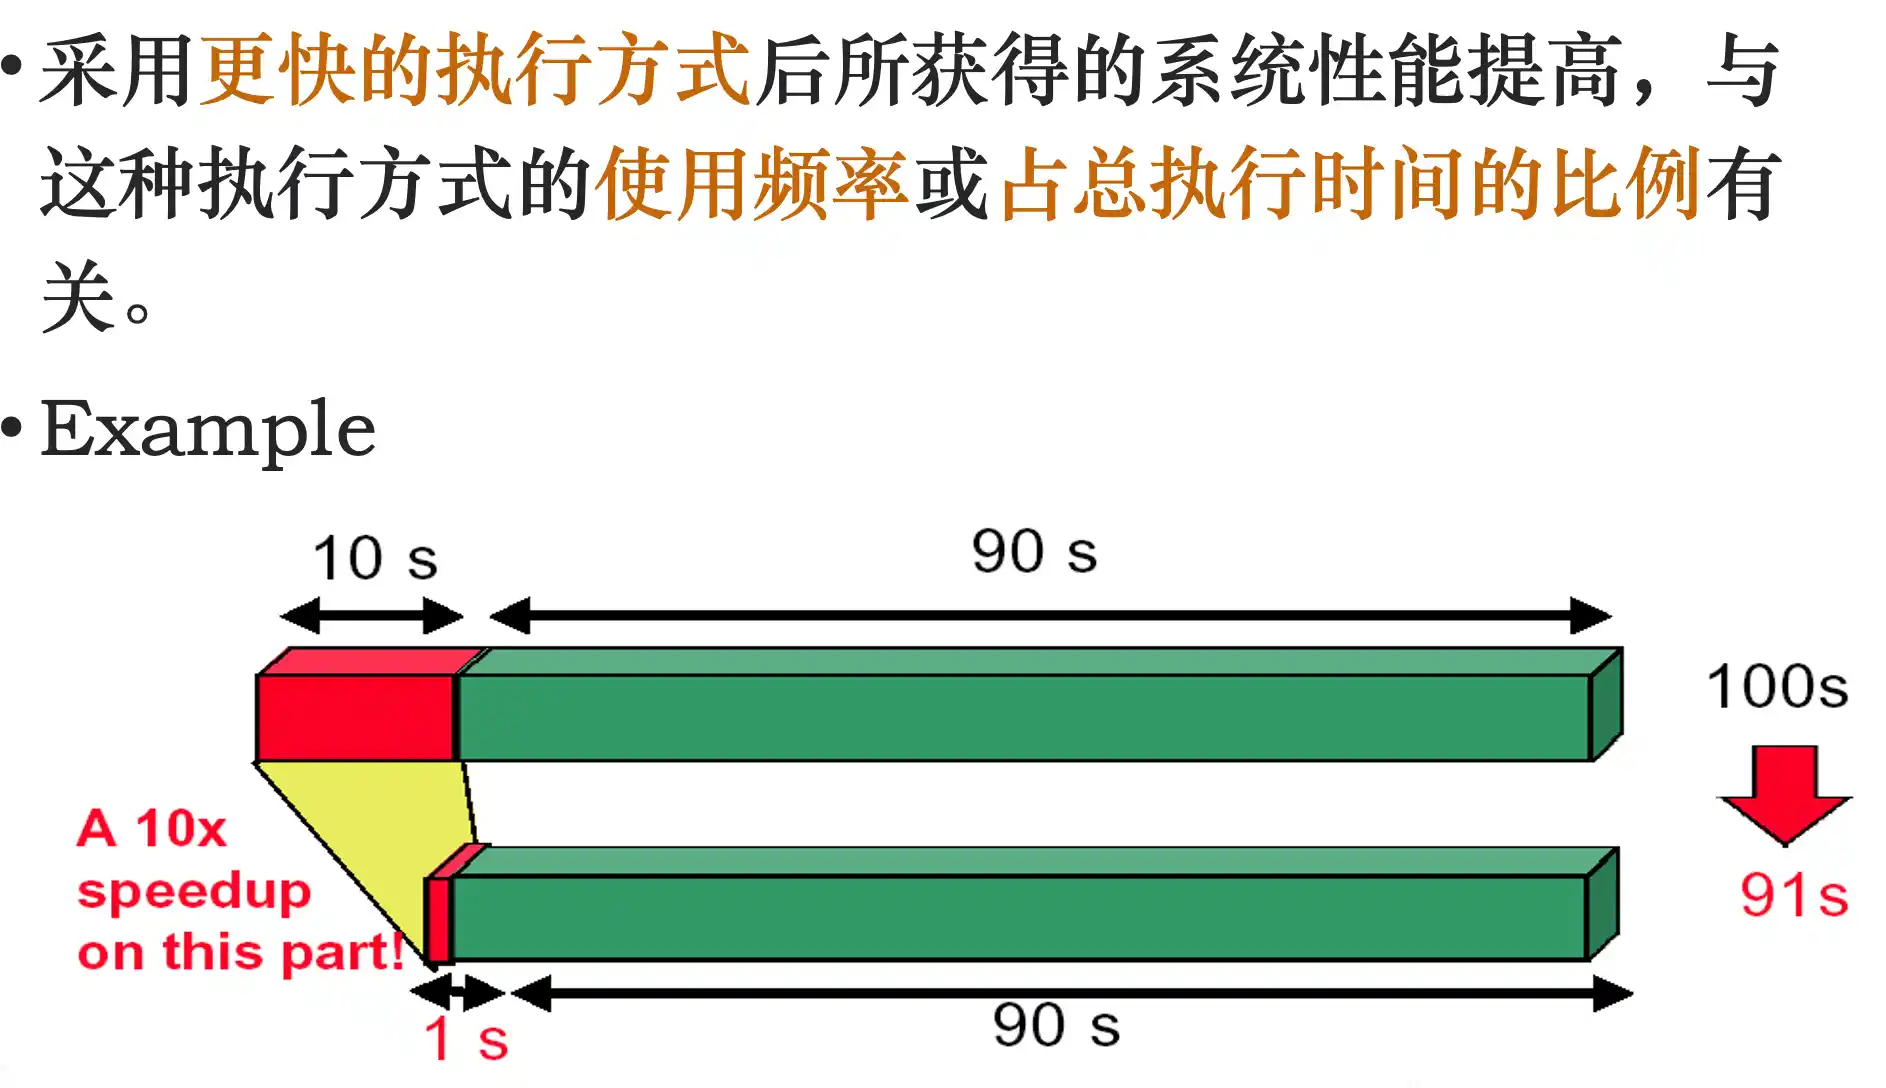 • 采用更快的执行方式后所获得的系统性能提高，与
这种执行方式的使用频率或占总执行时间的比例有
关。
• Example
10 s
90 s
100s
A 10x
speedup
on this part!
91s
1 s
90 s